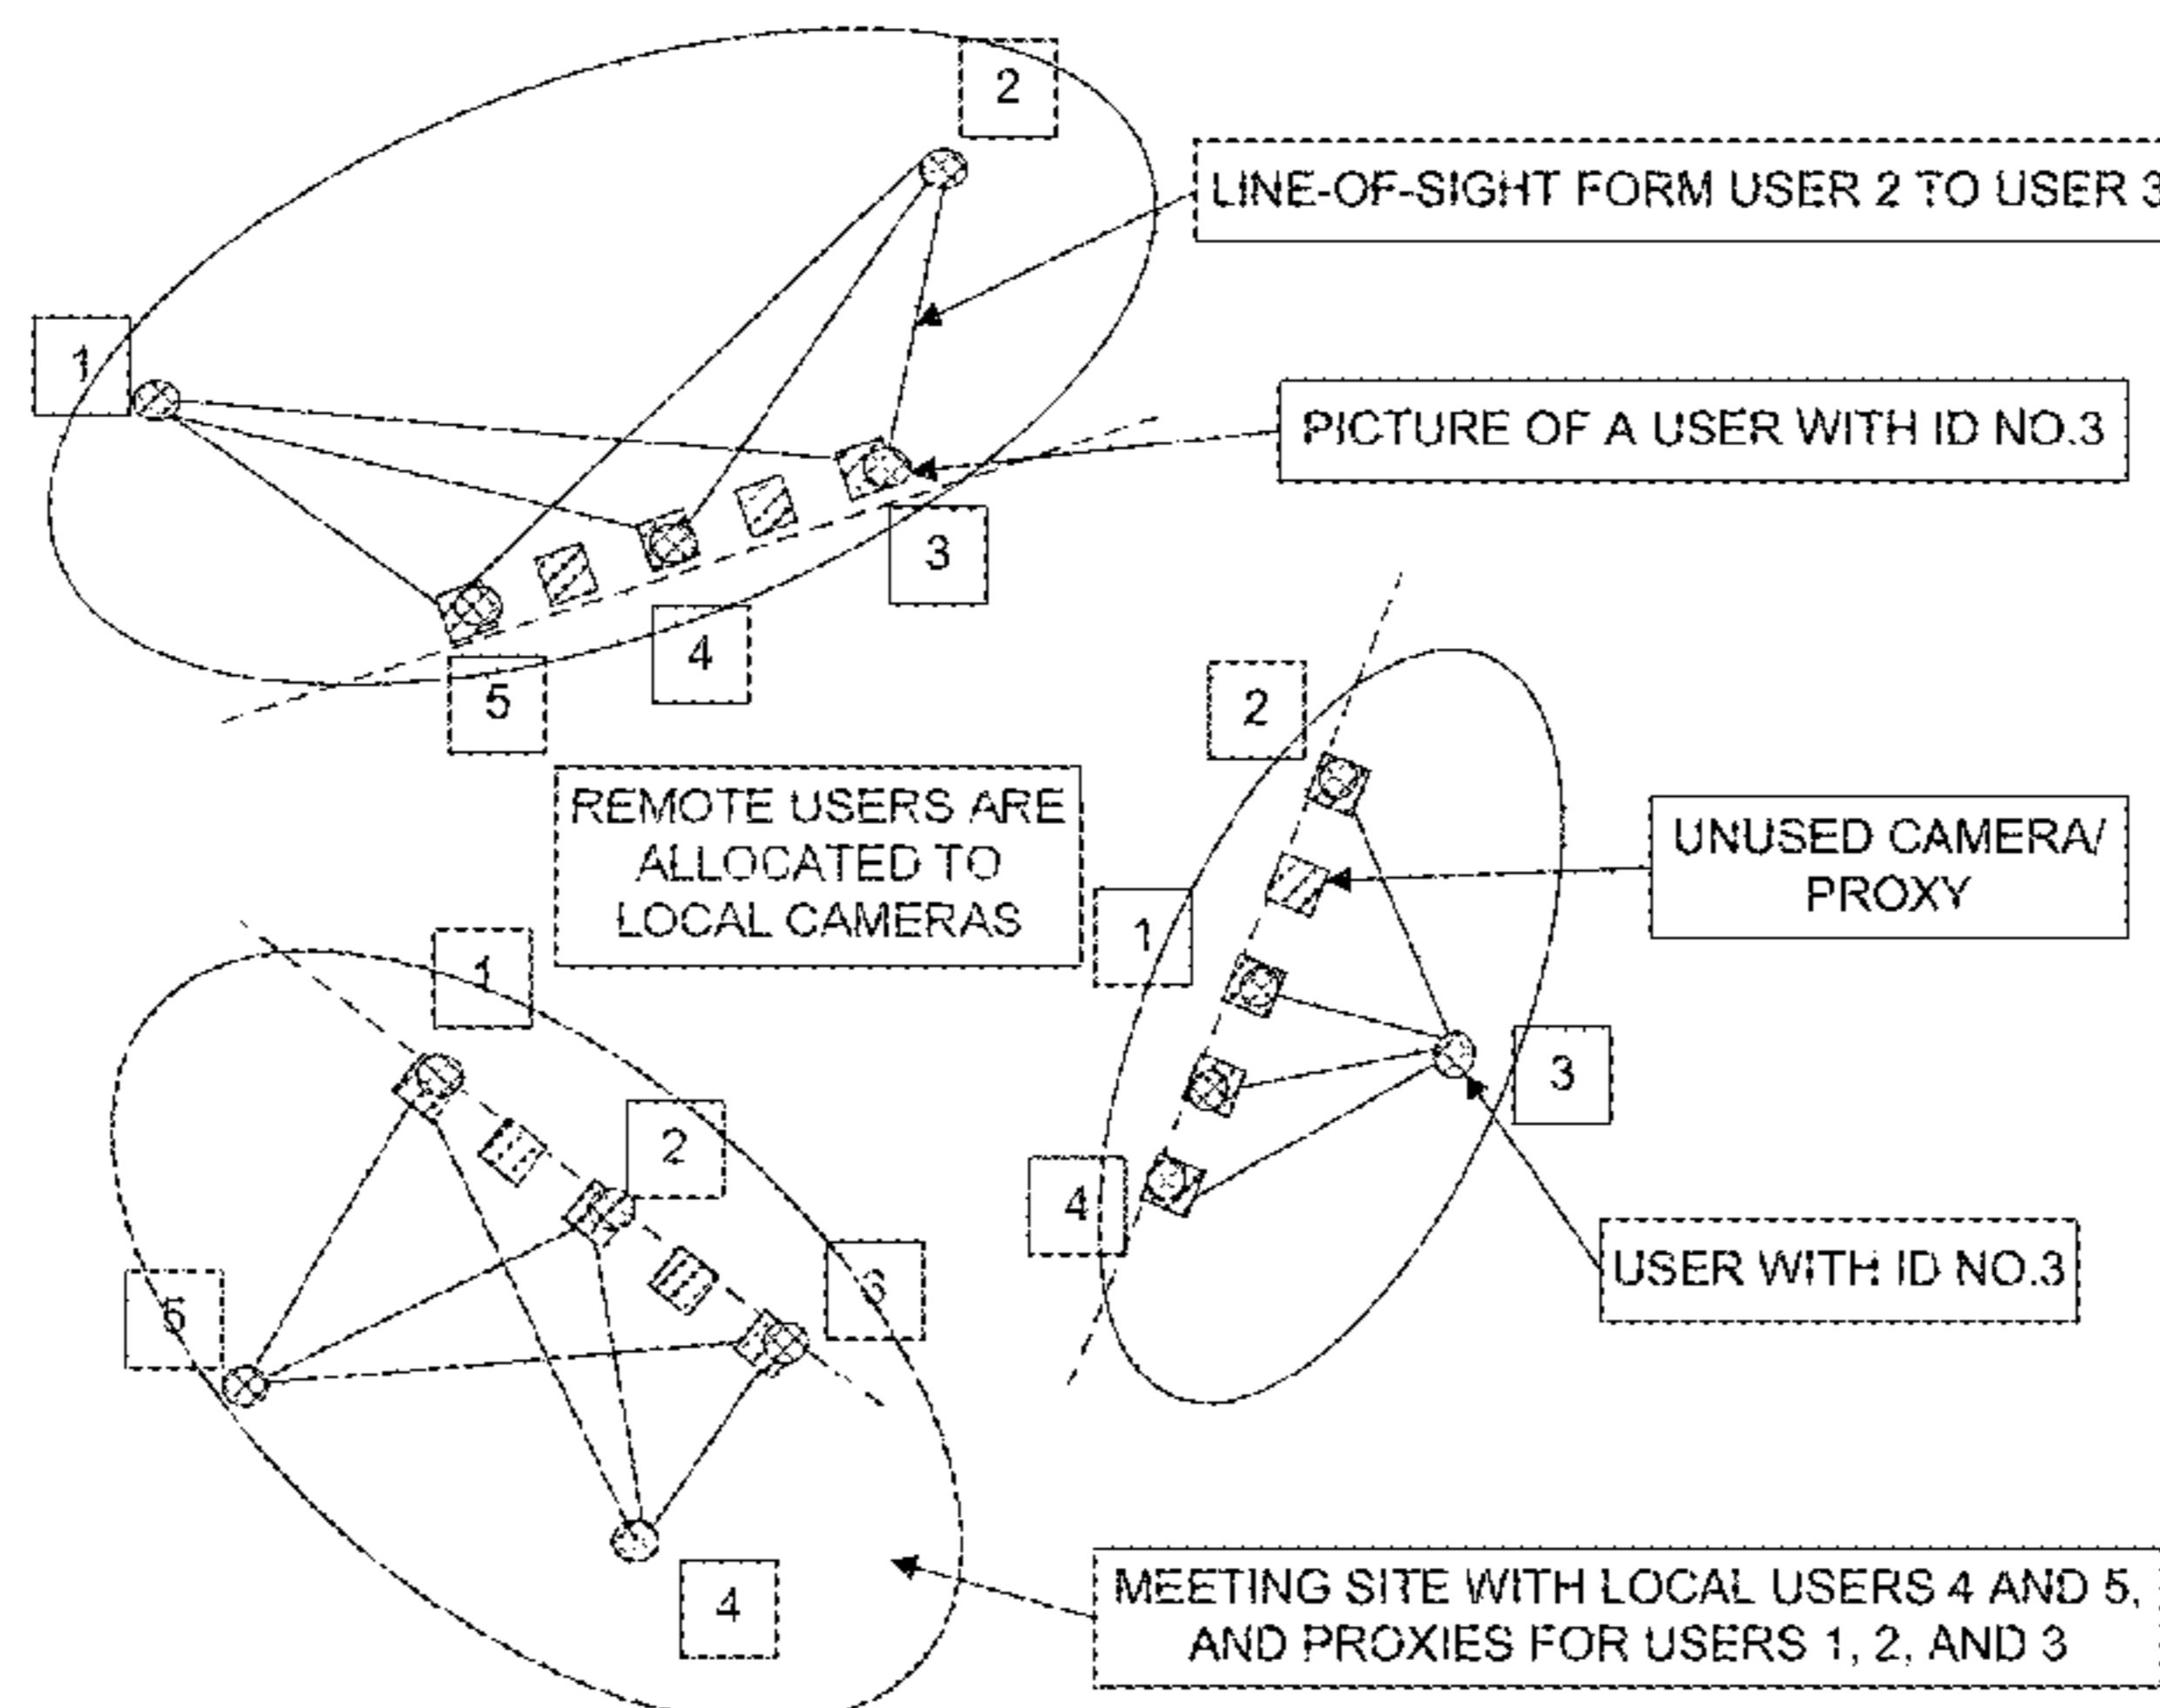 2
LINE-OF-SIGHT FORM USER 2 TO USER 3
1
PICTURE OF A USER WITH ID NO.3
3
4
5
2
REMOTE USERS ARE
ALLOCATED TO
LOCAL CAMERAS
UNUSED CAMERA/
PROXY
1
1
3
2
4
3
5
USER WITH ID NO.3
4
MEETING SITE WITH LOCAL USERS 4 AND 5,
AND PROXIES FOR USERS 1, 2, AND 3